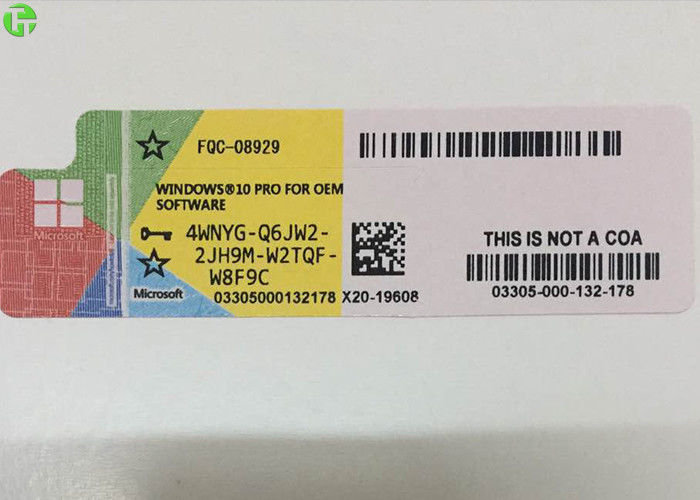 FQC-08929
WINDOWS®10 PRO FOR OEM
SOFTWARE
4WNYG-Q6JW2-
2JH9M-W2TQF-
W8F9C
Microsoft
Microsoft
03305000132178 X20-19608
THIS IS NOT A COA
03305-000-132-178